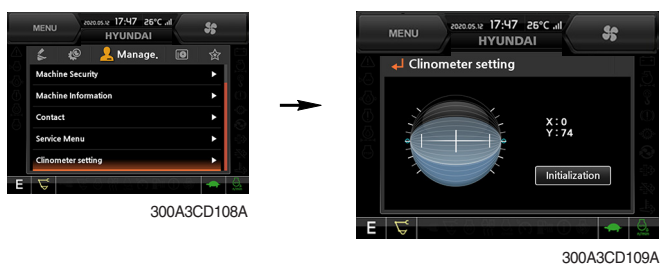 MENU
2020.05.12 17:47 26°C
HYUNDAI
Manage.
Machine Security
Machine Information
Contact
Service Menu
Clinometer setting
E
300A3CD108A
MENU
2020.05.12 17:47 26°C
HYUNDAI
Clinometer setting
X : 0
Y : 74
Initialization
E
300A3CD109A